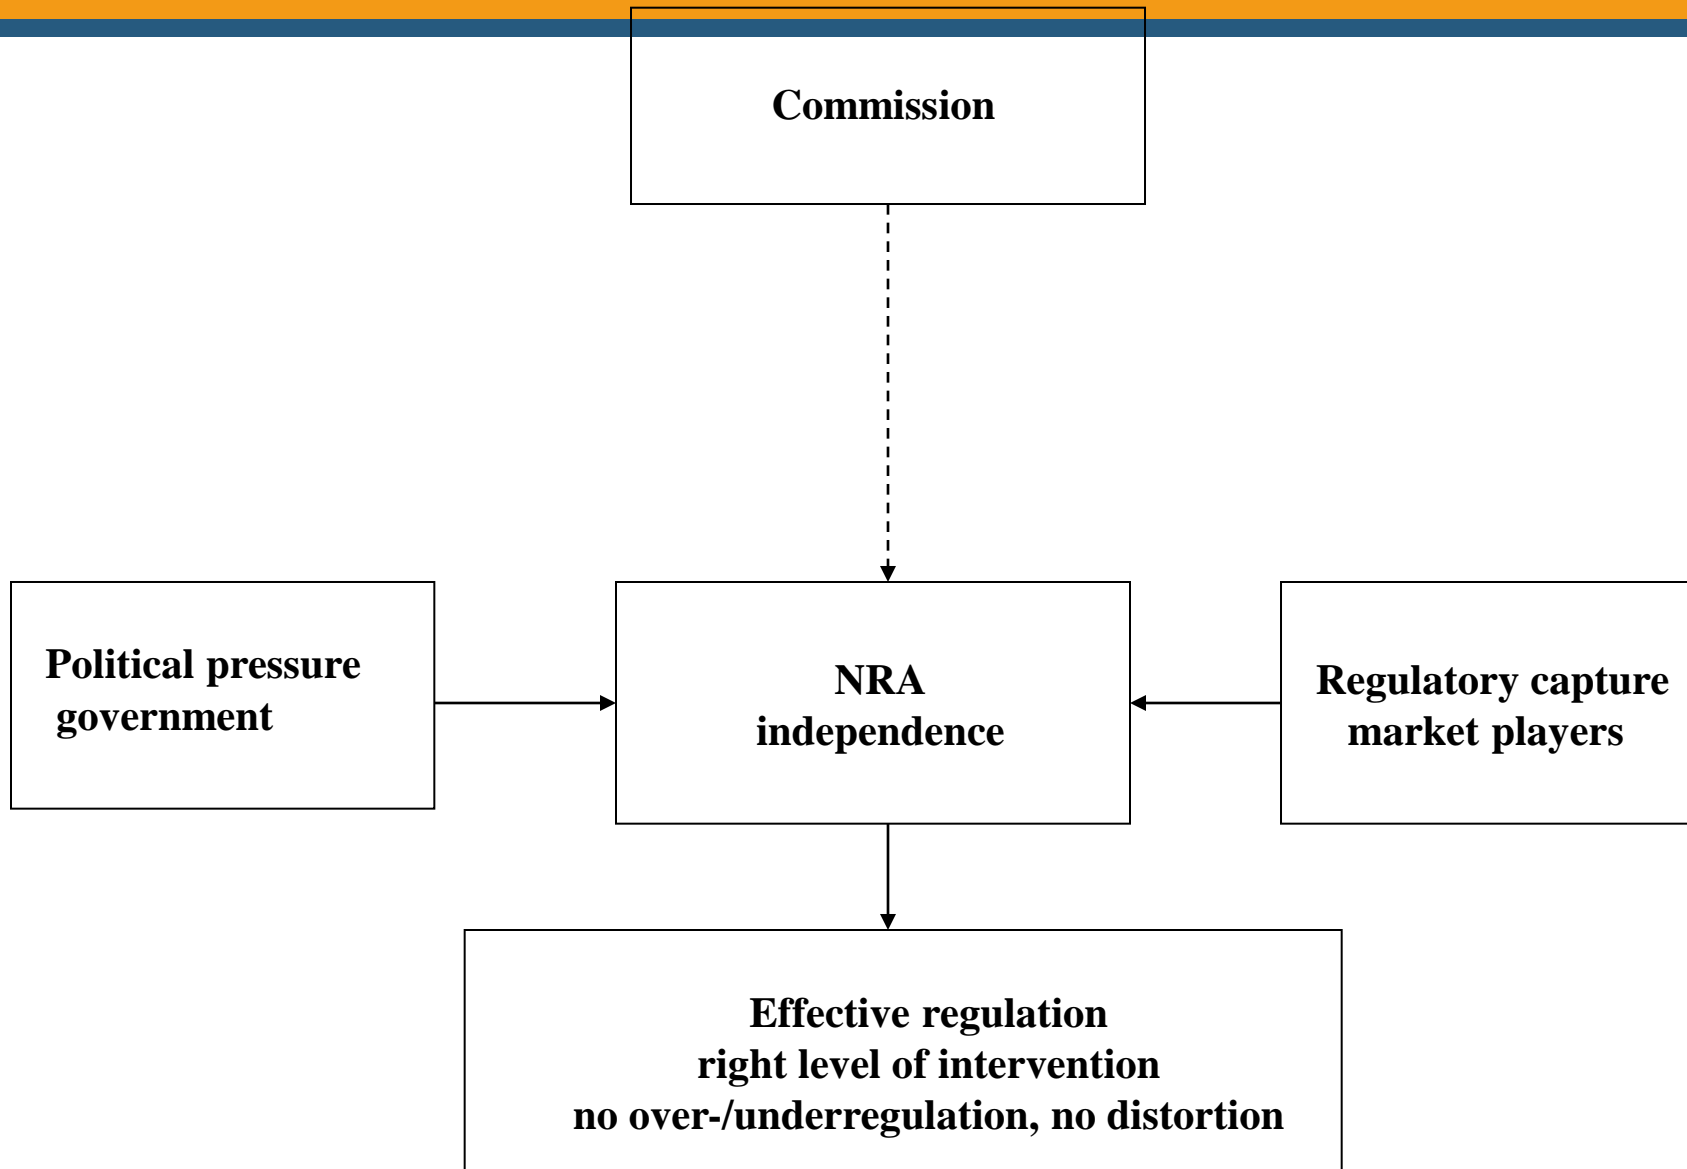 Commission
Political pressure
government
NRA
independence
Regulatory capture
market players
Effective regulation
right level of intervention
no over-/underregulation, no distortion